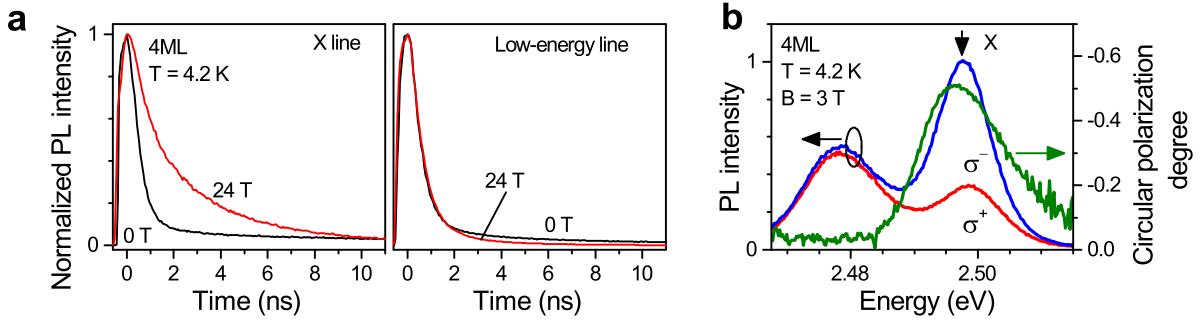 a
Normalized PL intensity
1
0
4ML
T = 4.2 K
X line
24 T
0 T
0 2 4 6 8 10
Time (ns)
Low-energy line
24 T
0 T
0 2 4 6 8 10
Time (ns)
b
PL intensity
1
0
4ML
T = 4.2 K
B = 3 T
X
σ⁻
σ⁺
2.48 2.50
Energy (eV)
-0.6
-0.4
-0.2
0.0
Circular polarization
degree